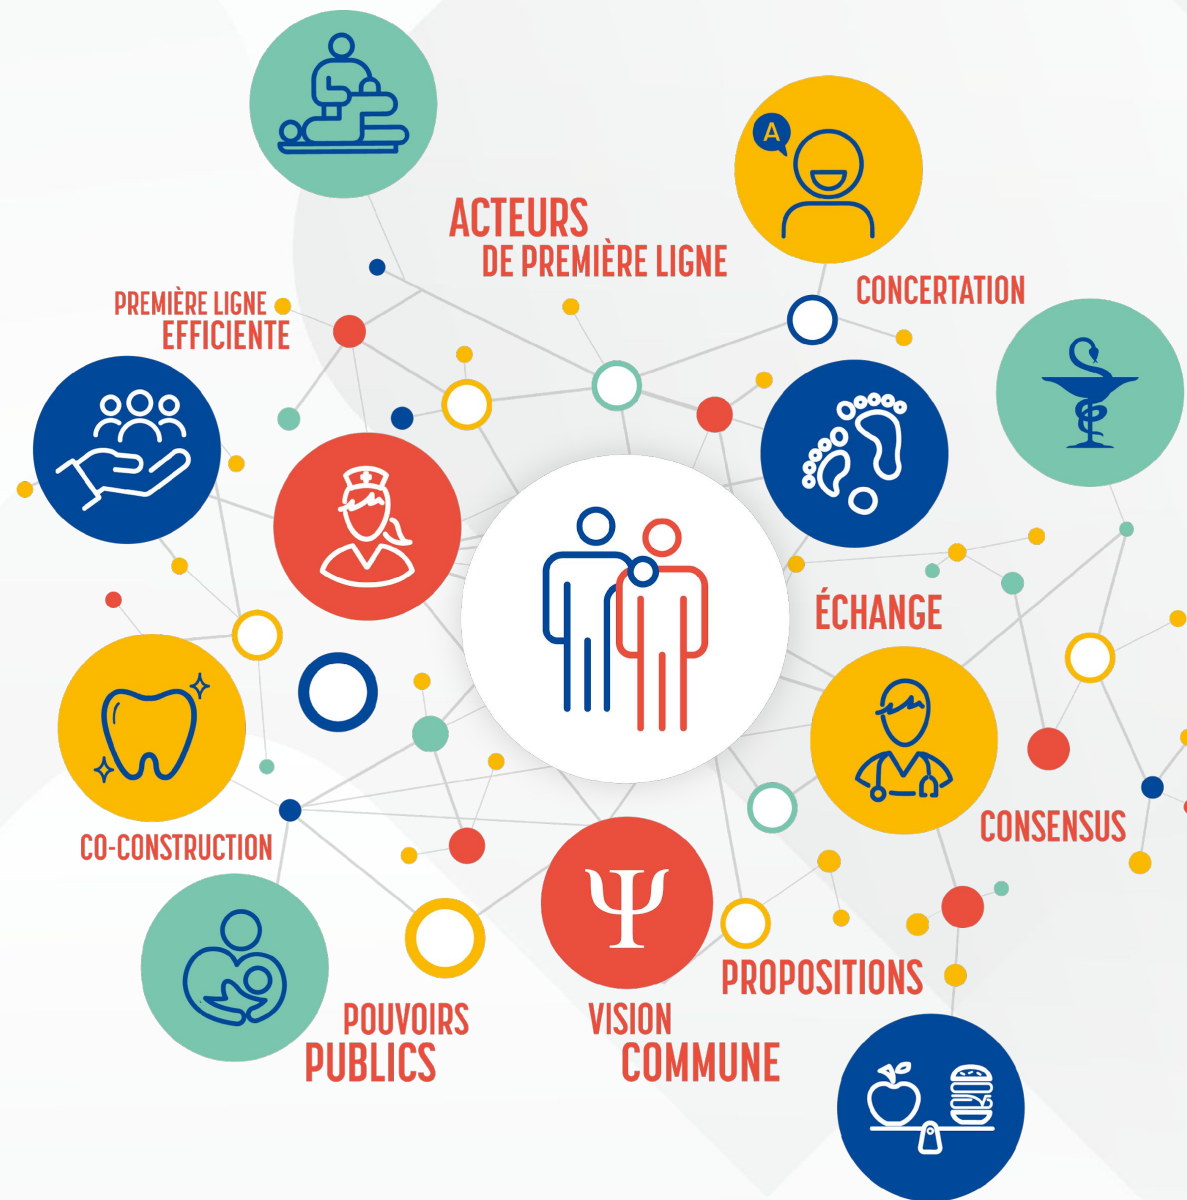 A
ACTEURS
DE PREMIÈRE LIGNE
CONCERTATION
PREMIÈRE LIGNE
EFFICIENTE
ÉCHANGE
CONSENSUS
CO-CONSTRUCTION
Ψ
PROPOSITIONS
POUVOIRS
PUBLICS
VISION
COMMUNE